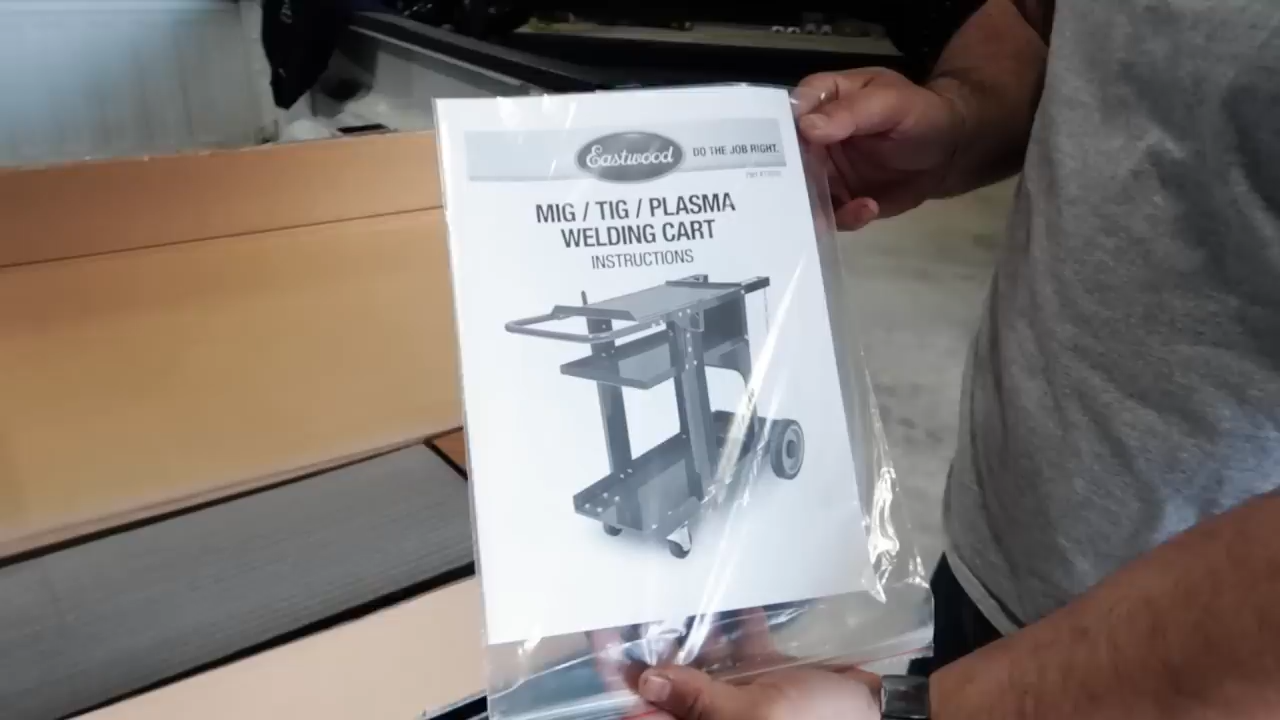 Eastwood
DO THE JOB RIGHT.
MIG / TIG / PLASMA
WELDING CART
INSTRUCTIONS